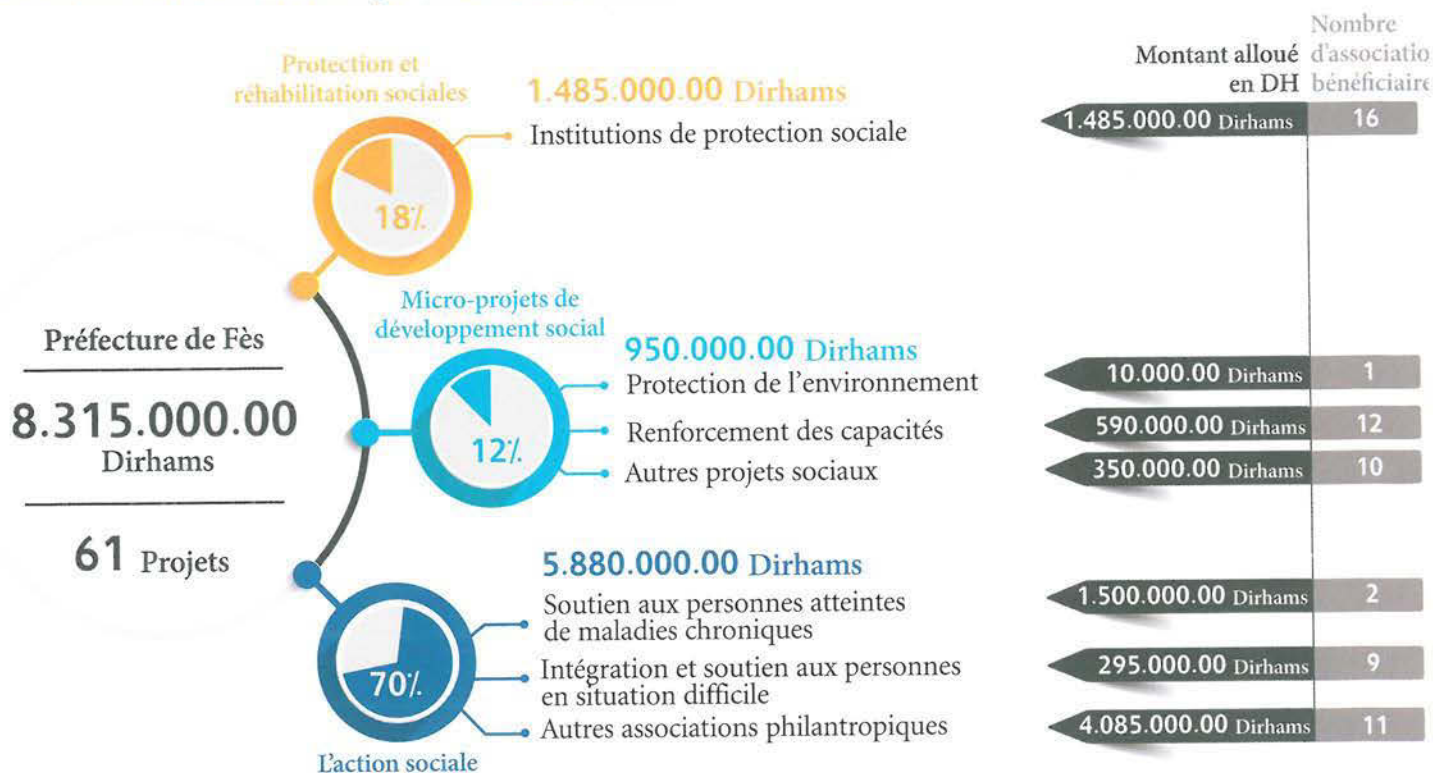 Nombre
Montant alloué d'associatio
en DH bénéficiaire
Protection et
réhabilitation sociales
1.485.000.00 Dirhams
Institutions de protection sociale
1.485.000.00 Dirhams 16
18%
Préfecture de Fès
8.315.000.00
Dirhams
61 Projets
Micro-projets de
développement social
950.000.00 Dirhams
Protection de l'environnement
10.000.00 Dirhams 1
Renforcement des capacités
590.000.00 Dirhams 12
12%
Autres projets sociaux
350.000.00 Dirhams 10
5.880.000.00 Dirhams
Soutien aux personnes atteintes
de maladies chroniques
1.500.000.00 Dirhams 2
Intégration et soutien aux personnes
en situation difficile
295.000.00 Dirhams 9
70%
Autres associations philantropiques
4.085.000.00 Dirhams 11
L'action sociale